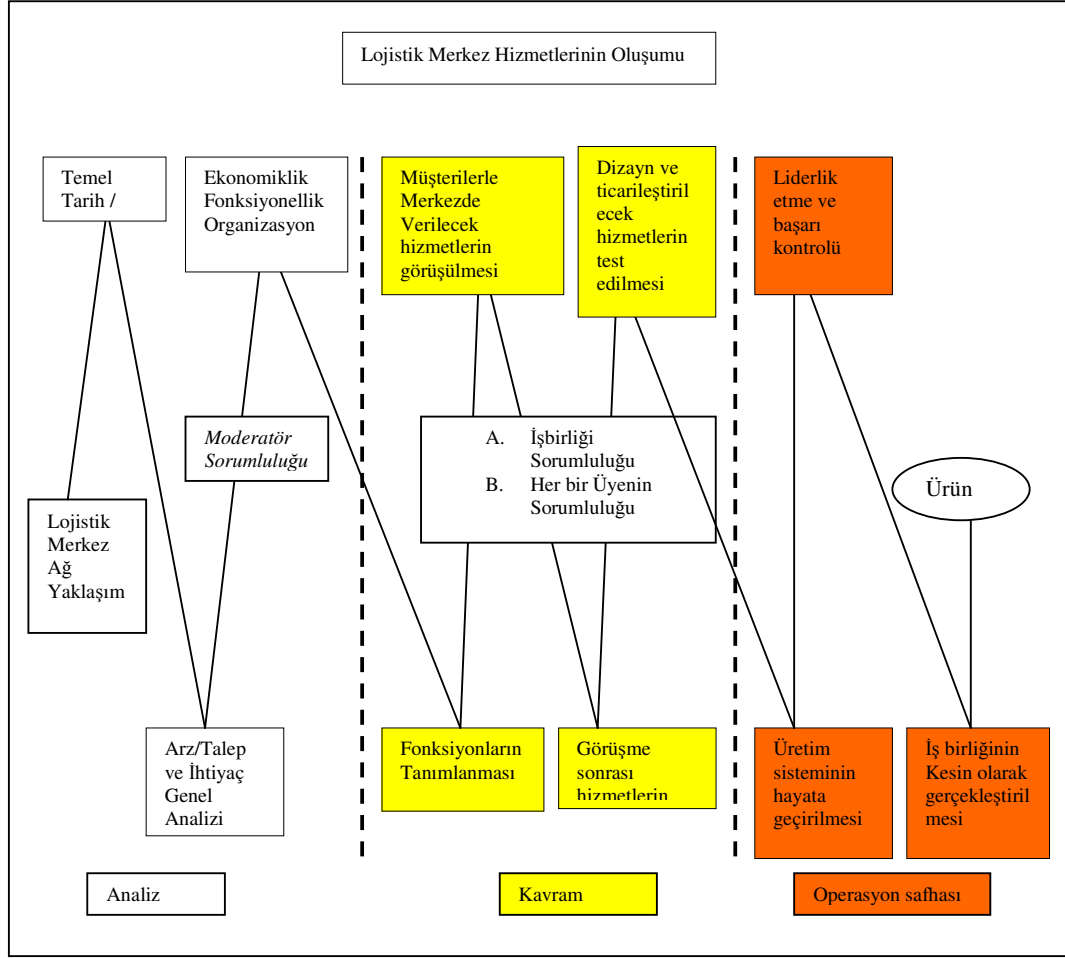 Lojistik Merkez Hizmetlerinin Oluşumu
Temel
Tarih /
Ekonomiklik
Fonksiyonellik
Organizasyon
Müşterilerle
Merkezde
Verilecek
hizmetlerin
görüşülmesi
Dizayn ve
ticarileştiril
ecek
hizmetlerin
test
edilmesi
Liderlik
etme ve
başarı
kontrolü
Moderatör
Sorumluluğu
A. İşbirliği
Sorumluluğu
B. Her bir Üyenin
Sorumluluğu
Ürün
Lojistik
Merkez
Ağ
Yaklaşım
Arz/Talep
ve İhtiyaç
Genel
Analizi
Fonksiyonların
Tanımlanması
Görüşme
sonrası
hizmetlerin
Üretim
sisteminin
hayata
geçirilmesi
İş birliğinin
Kesin olarak
gerçekleştiril
mesi
Analiz
Kavram
Operasyon safhası